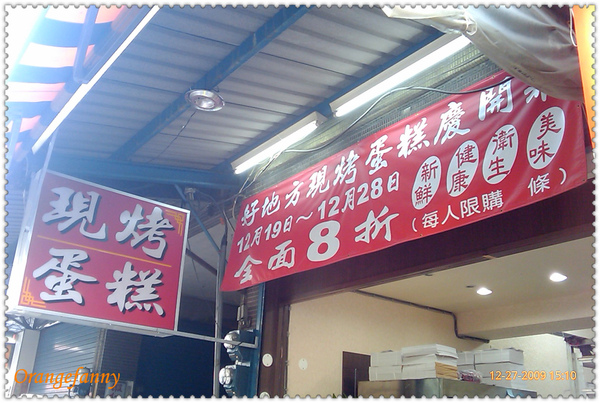 現烤
蛋糕
好地方現烤蛋糕慶開
12月19日～12月28日
全面8折
(每人限購 條)
新鮮
健康
衛生
美味
Orangefanny
12-27-2009 15:10